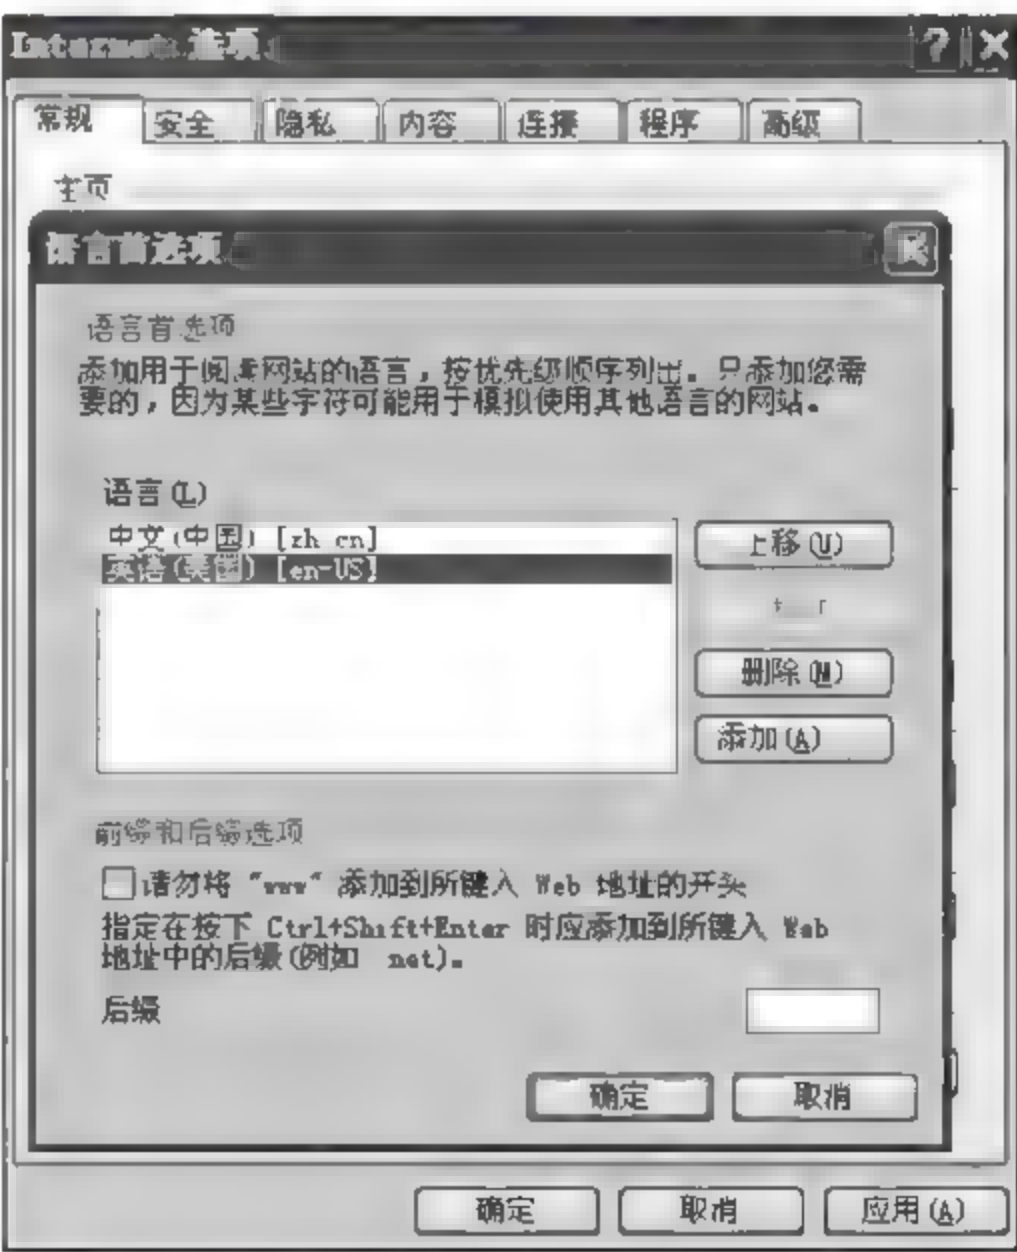 Internet 选项
常规 安全 隐私 内容 连接 程序 高级
主页
语言首选项
语言首选项
添加用于阅读网站的语言，按优先级顺序列出。只添加您需
要的，因为某些字符可能用于模拟使用其他语言的网站。
语言(L)
中文(中国) [zh cn]
英语(美国) [en-US]
上移(U)
删除(M)
添加(A)
前缀和后缀选项
请勿将 "www" 添加到所键入 Web 地址的开头
指定在按下 Ctrl+Shift+Enter 时应添加到所键入 Web
地址中的后缀(例如 net)。
后缀
确定 取消
确定 取消 应用(A)